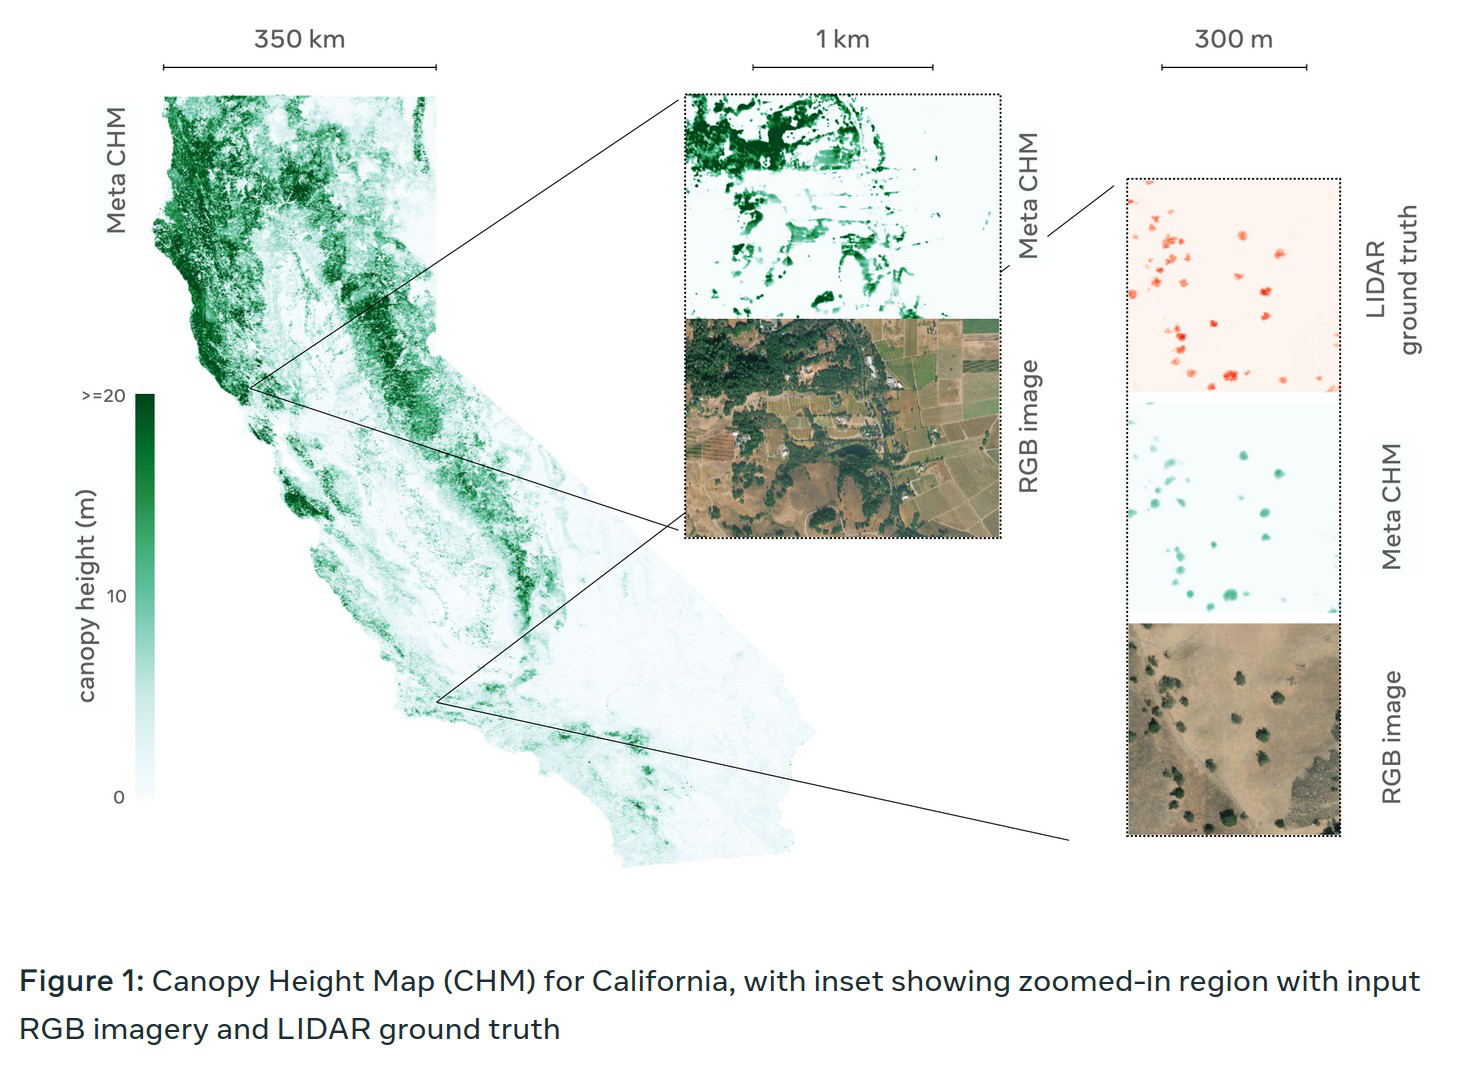 350 km
1 km
300 m
Meta CHM
Meta CHM
RGB image
LIDAR
ground truth
Meta CHM
RGB image
>=20
10
0
canopy height (m)
Figure 1: Canopy Height Map (CHM) for California, with inset showing zoomed-in region with input
RGB imagery and LIDAR ground truth